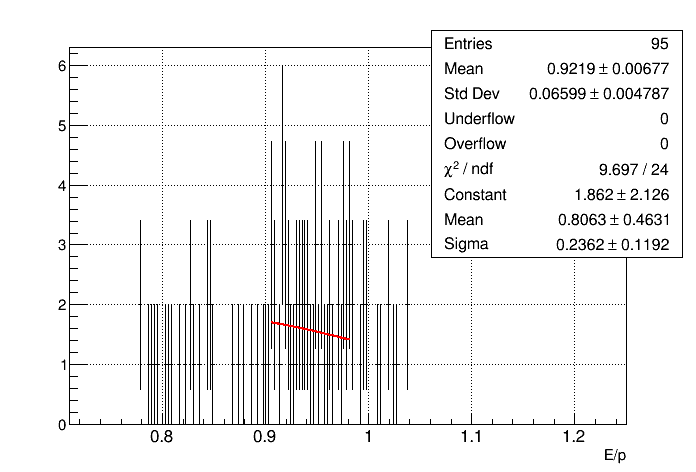 Entries 95
Mean 0.9219 ± 0.00677
Std Dev 0.06599 ± 0.004787
Underflow 0
Overflow 0
χ² / ndf 9.697 / 24
Constant 1.862 ± 2.126
Mean 0.8063 ± 0.4631
Sigma 0.2362 ± 0.1192
6
5
4
3
2
1
0
0.8 0.9 1 1.1 1.2
E/p